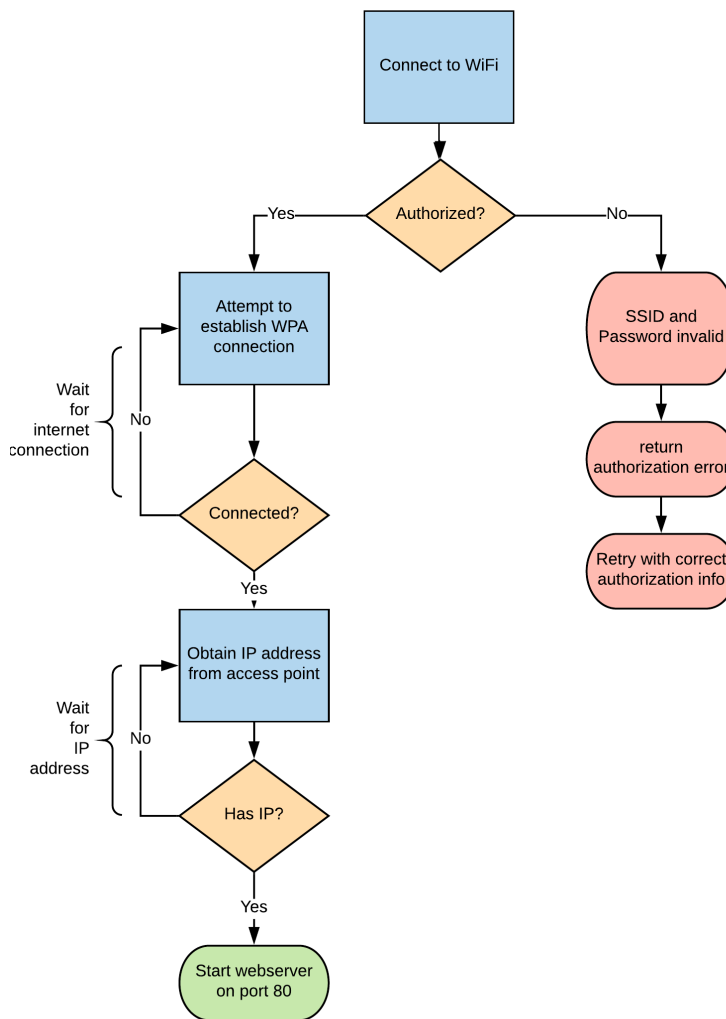 Connect to WiFi
Authorized?
Yes
No
Attempt to
establish WPA
connection
SSID and
Password invalid
Wait
for
internet
connection
No
return
authorization error
Connected?
Retry with correct
authorization info
Yes
Obtain IP address
from access point
Wait
for
IP
address
No
Has IP?
Yes
Start webserver
on port 80